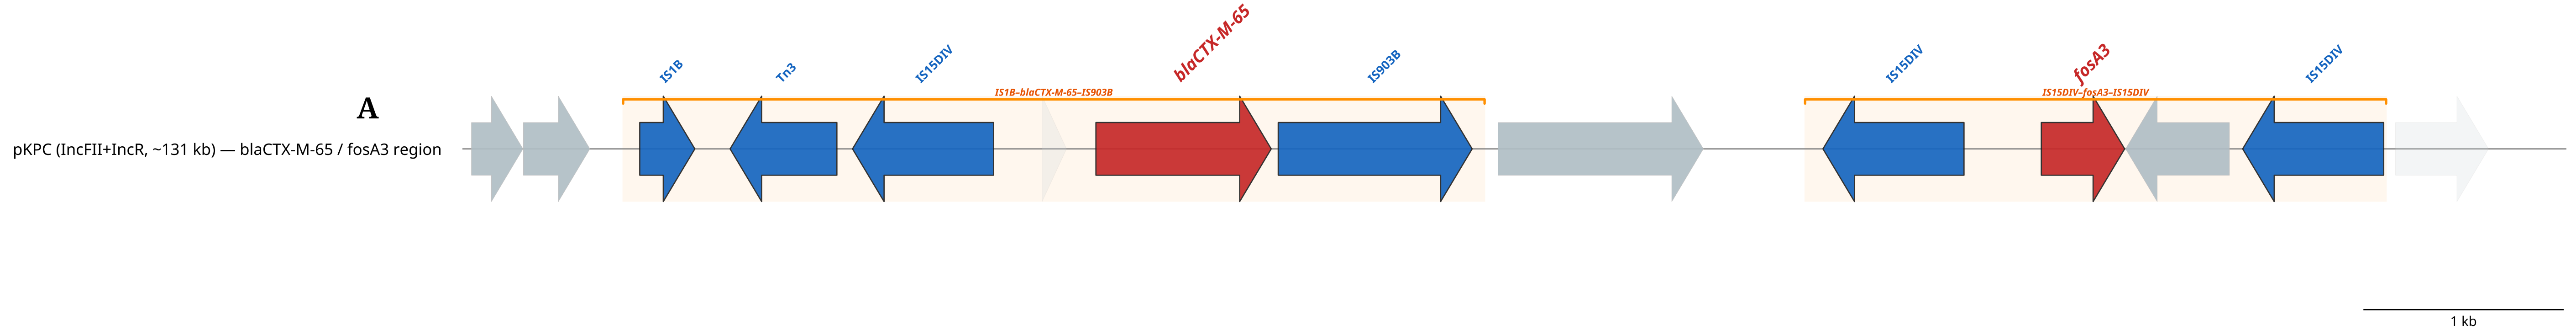 A
pKPC (IncFII+IncR, ~131 kb) — blaCTX-M-65 / fosA3 region
IS1B
Tn3
IS15DIV
blaCTX-M-65
IS903B
IS15DIV
fosA3
IS15DIV
IS1B–blaCTX-M-65–IS903B
IS15DIV–fosA3–IS15DIV
1 kb